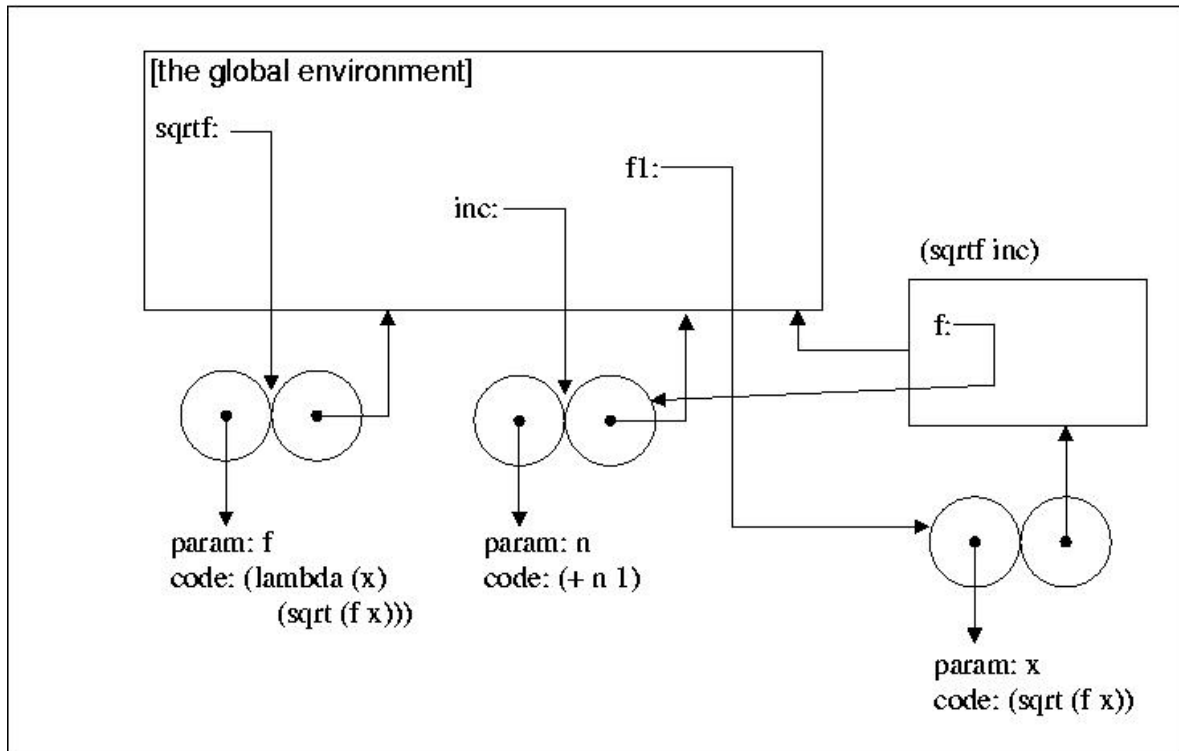 [the global environment]
sqrtf:
f1:
inc:
(sqrtf inc)
f:
param: f
code: (lambda (x)
(sqrt (f x)))
param: n
code: (+ n 1)
param: x
code: (sqrt (f x))